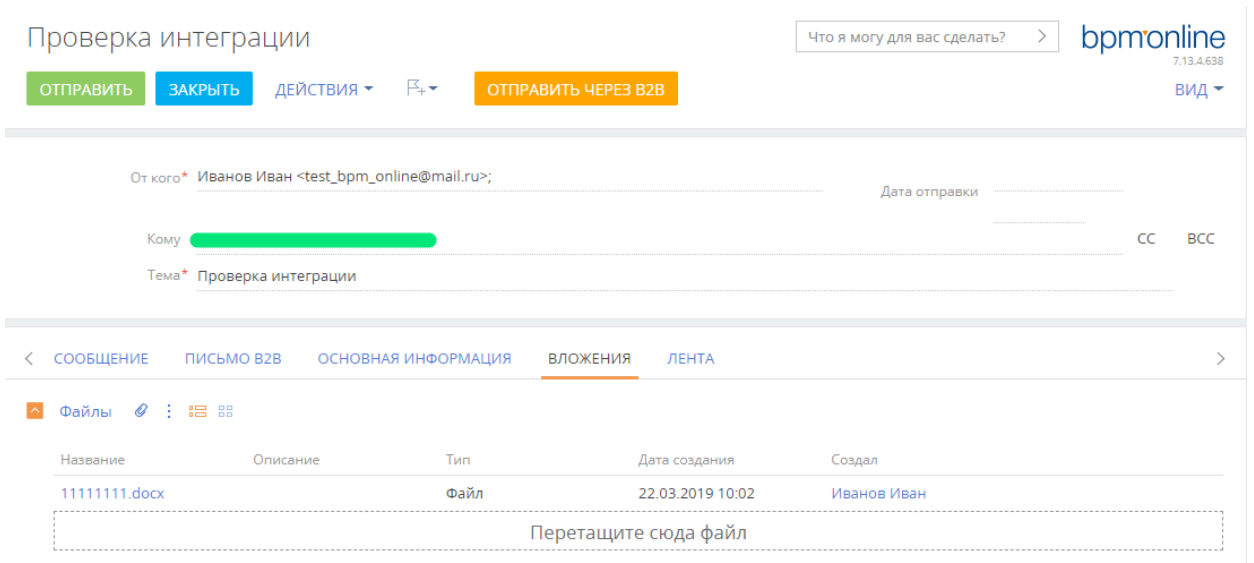 Проверка интеграции
Что я могу для вас сделать?
bpmonline
7.13.4.638
ОТПРАВИТЬ ЗАКРЫТЬ ДЕЙСТВИЯ ОТПРАВИТЬ ЧЕРЕЗ B2B ВИД
От кого* Иванов Иван <test_bpm_online@mail.ru>;
Дата отправки
Кому CC BCC
Тема* Проверка интеграции
СООБЩЕНИЕ ПИСЬМО B2B ОСНОВНАЯ ИНФОРМАЦИЯ ВЛОЖЕНИЯ ЛЕНТА
Файлы
Название Описание Тип Дата создания Создал
11111111.docx Файл 22.03.2019 10:02 Иванов Иван
Перетащите сюда файл